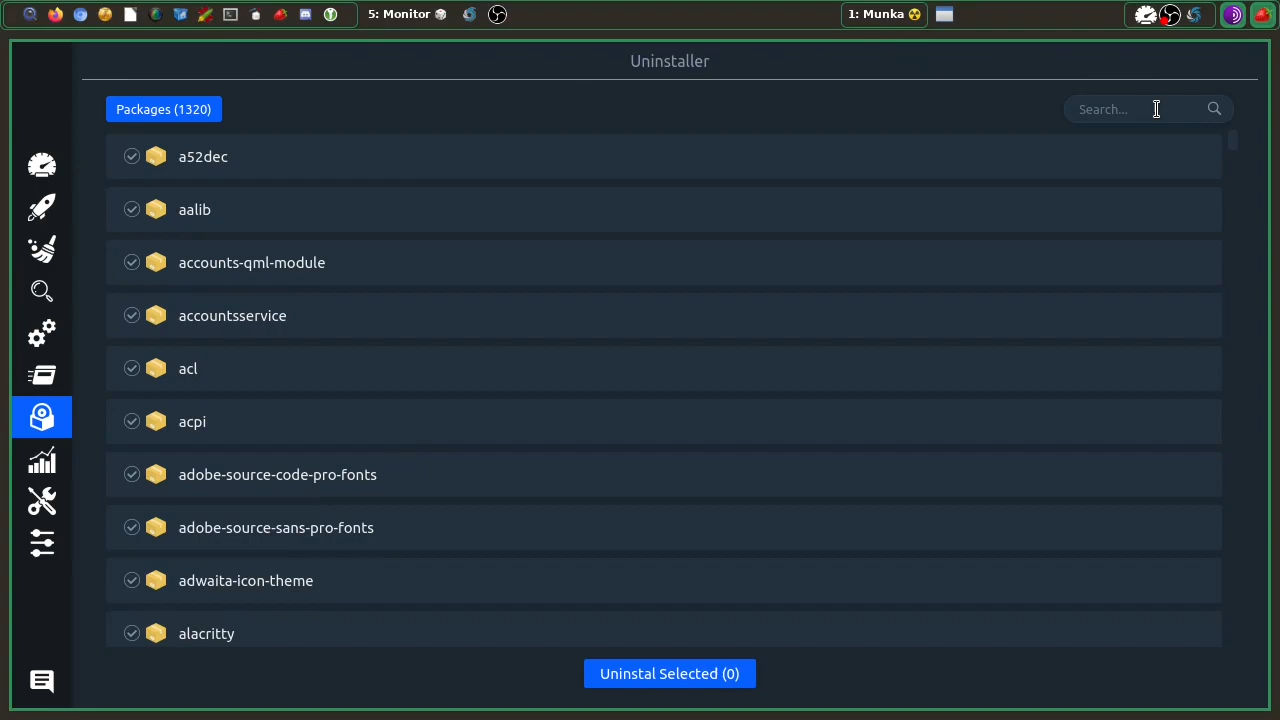 5: Monitor
1: Munka
Uninstaller
Packages (1320)
Search...
a52dec
aalib
accounts-qml-module
accountsservice
acl
acpi
adobe-source-code-pro-fonts
adobe-source-sans-pro-fonts
adwaita-icon-theme
alacritty
Uninstal Selected (0)